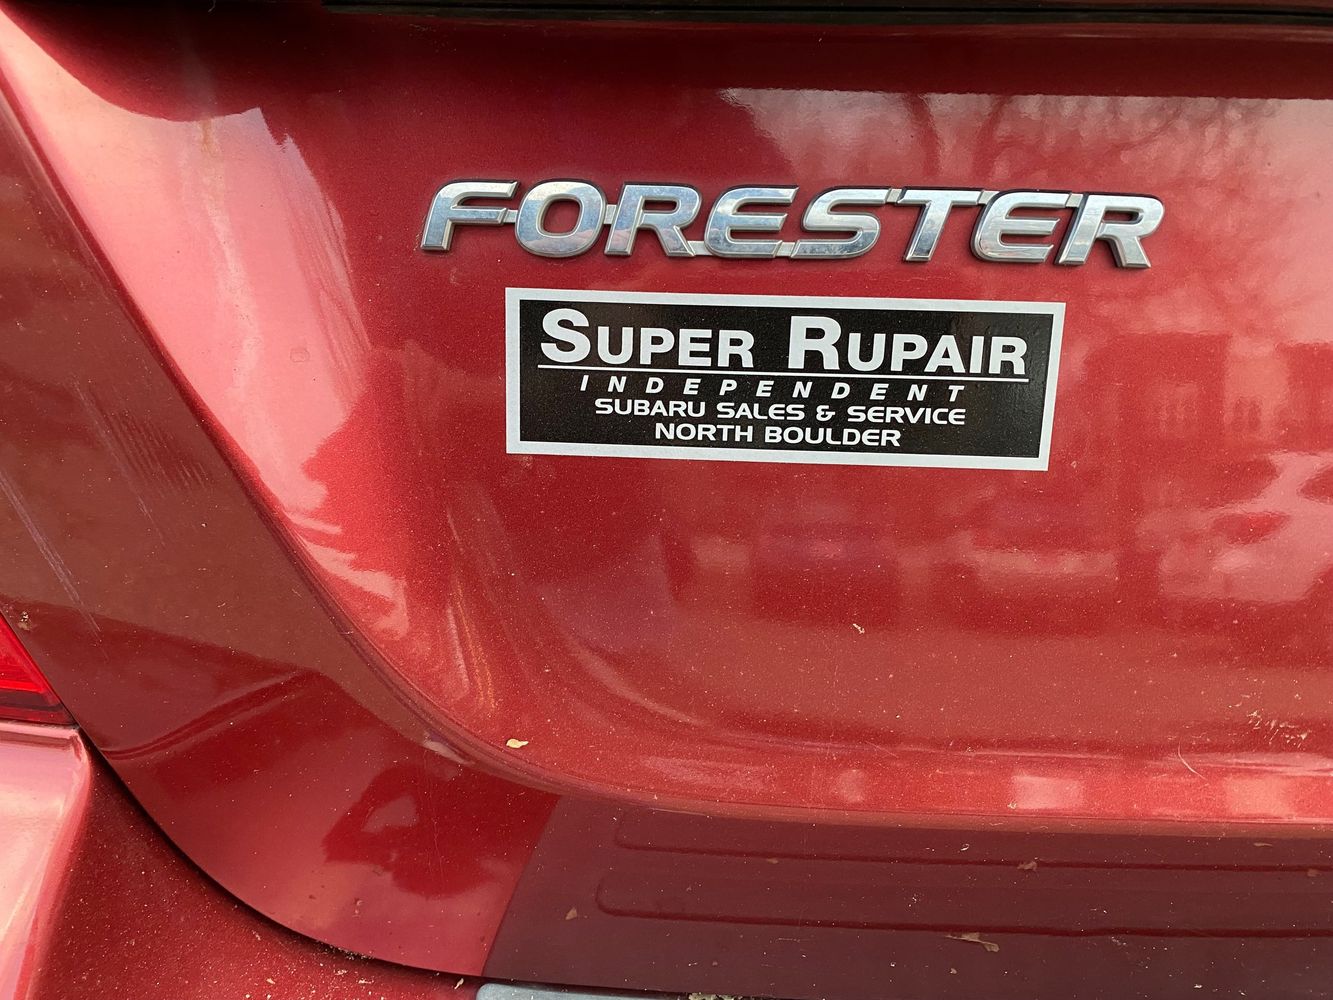 FORESTER
SUPER RUPAIR
INDEPENDENT
SUBARU SALES & SERVICE
NORTH BOULDER